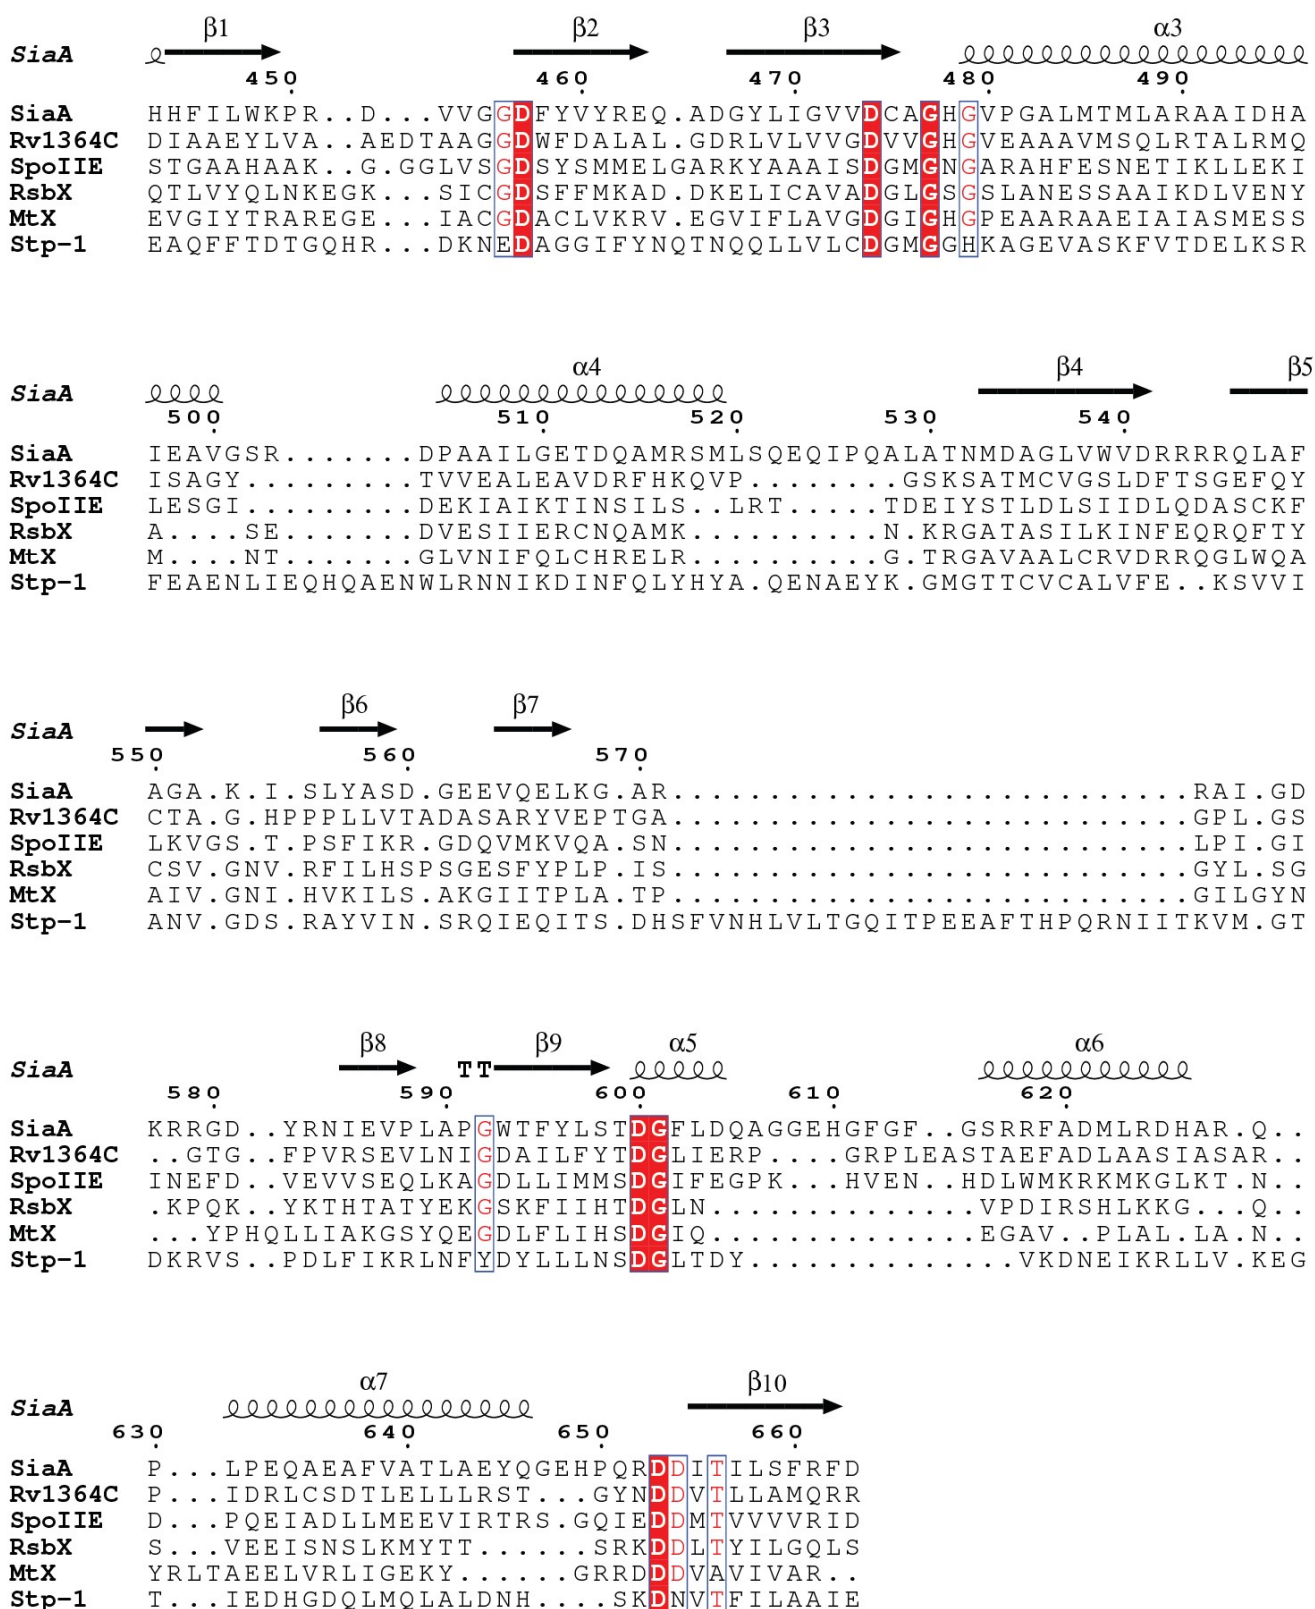 β1 β2 β3 α3
SiaA
450 460 470 480 490
SiaA HHFILWKPR..D...VVGGDFYVYREQ.ADGYLIGVVDCAGHGVPGALMTMLARAAIDHA
Rv1364C DIAAEYLVA..AEDTAAGGDWFDALAL.GDRLVLVVGDVVGHGVEAAAVMSQLRTALRMQ
SpoIIE STGAAHAAK..G.GGLVSGDSYSMMELGARKYAAAISDGMGNGARAHFESNETIKLLEKI
RsbX QTLVYQLNKEGK...SICGDSFFMKAD.DKELICAVADGLGSGSLANESSAAIKDLVENY
MtX EVGIYTRAREGE...IACGDACLVKRV.EGVIFLAVGDGIGHGPEAARAAEIAIASMESS
Stp-1 EAQFFTDTGQHR...DKNEDAGGIFYNQTNQQLLVLCDGMGGHKAGEVASKFVTDELKSR
α4 β4 β5
SiaA
500 510 520 530 540
SiaA IEAVGSR.......DPAAILGETDQAMRSMLSQEQIPQALATNMDAGLVWVDRRRRQLAF
Rv1364C ISAGY.........TVVEALEAVDRFHKQVP........GSKSATMCVGSLDFTSGEFQY
SpoIIE LESGI.........DEKIAIKTINSILS..LRT.....TDEIYSTLDLSIIDLQDASCKF
RsbX A....SE.......DVESIIERCNQAMK..........N.KRGATASILKINFEQRQFTY
MtX M....NT.......GLVNIFQLCHRELR..........G.TRGAVAALCRVDRRQGLWQA
Stp-1 FEAENLIEQHQAENWLRNNIKDINFQLYHYA.QENAEYK.GMGTTCVCALVFE..KSVVI
β6 β7
SiaA
550 560 570
SiaA AGA.K.I.SLYASD.GEEVQELKG.AR...........................RAI.GD
Rv1364C CTA.G.HPPPLLVTADASARYVEPTGA...........................GPL.GS
SpoIIE LKVGS.T.PSFIKR.GDQVMKVQA.SN...........................LPI.GI
RsbX CSV.GNV.RFILHSPSGESFYPLP.IS...........................GYL.SG
MtX AIV.GNI.HVKILS.AKGIITPLA.TP...........................GILGYN
Stp-1 ANV.GDS.RAYVIN.SRQIEQITS.DHSFVNHLVLTGQITPEEAFTHPQRNIITKVM.GT
β8 β9 α5 α6
SiaA TT
580 590 600 610 620
SiaA KRRGD..YRNIEVPLAPGWTFYLSTDGFLDQAGGEHGFGF..GSRRFADMLRDHAR.Q..
Rv1364C ..GTG..FPVRSEVLNIGDAILFYTDGLIERP....GRPLEASTAEFADLAASIASAR..
SpoIIE INEFD..VEVVSEQLKAGDLLIMMSDGIFEGPK...HVEN..HDLWMKRKMKGLKT.N..
RsbX .KPQK..YKTHTATYEKGSKFIIHTDGLN..............VPDIRSHLKKG...Q..
MtX ...YPHQLLIAKGSYQEGDLFLIHSDGIQ..............EGAV..PLAL.LA.N..
Stp-1 DKRVS..PDLFIKRLNFYDYLLLNSDGLTDY..............VKDNEIKRLLV.KEG
α7 β10
SiaA
630 640 650 660
SiaA P...LPEQAEAFVATLAEYQGEHPQRDDITILSFRFD
Rv1364C P...IDRLCSDTLELLLRST...GYNDDVTLLAMQRR
SpoIIE D...PQEIADLLMEEVIRTRS.GQIEDDMTVVVVRID
RsbX S...VEEISNSLKMYTT......SRKDDLTYILGQLS
MtX YRLTAEELVRLIGEKY......GRRDDDVAVIVAR..
Stp-1 T...IEDHGDQLMQLALDNH....SKDNVTFILAAIE